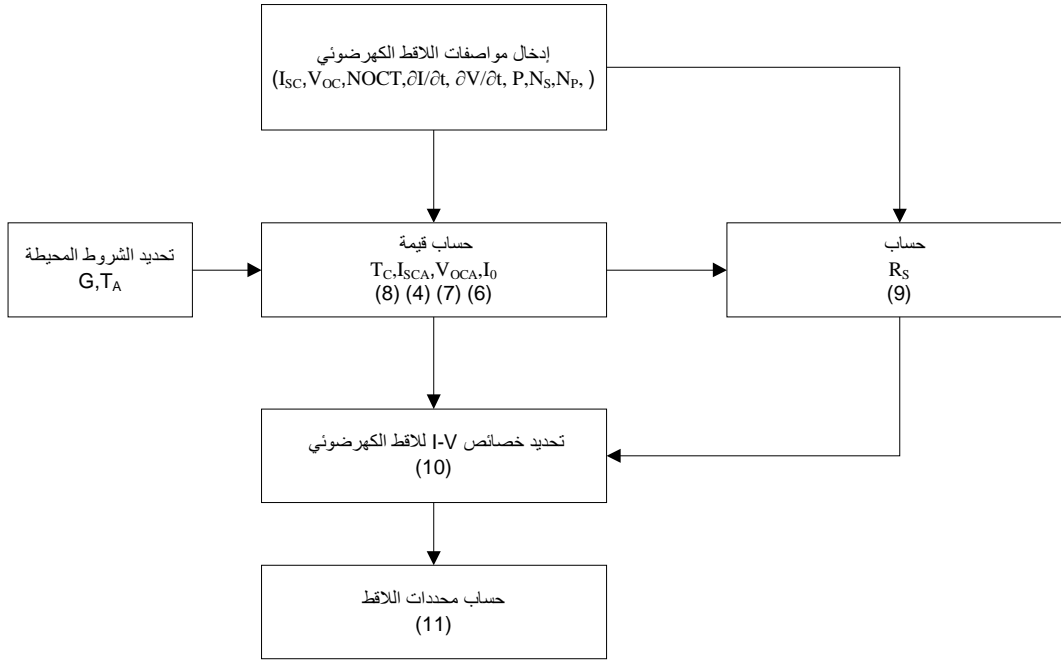 إدخال مواصفات اللاقط الكهرضوئي
(I_SC,V_OC,NOCT,∂I/∂t, ∂V/∂t, P,N_S,N_P, )
تحديد الشروط المحيطة
G,T_A
حساب قيمة
T_C,I_SCA,V_OCA,I_0
(8) (4) (7) (6)
حساب
R_S
(9)
تحديد خصائص I-V للاقط الكهرضوئي
(10)
حساب محددات اللاقط
(11)